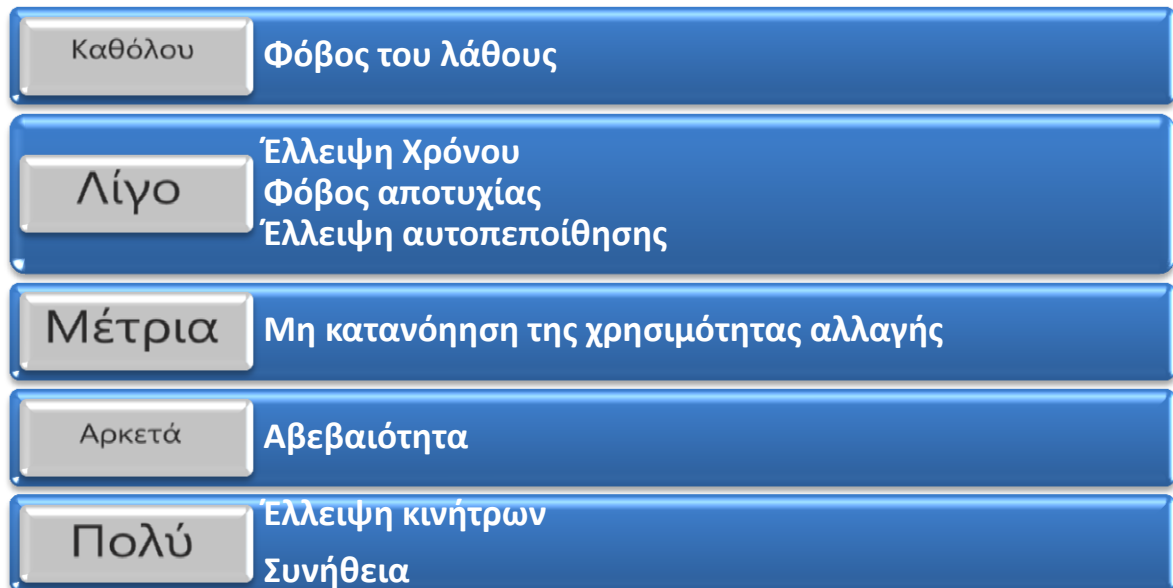 Καθόλου
Φόβος του λάθους
Λίγο
Έλλειψη Χρόνου
Φόβος αποτυχίας
Έλλειψη αυτοπεποίθησης
Μέτρια
Μη κατανόηηση της χρησιμότητας αλλαγής
Αρκετά
Αβεβαιότητα
Πολύ
Έλλειψη κινήτρων
Συνήθεια